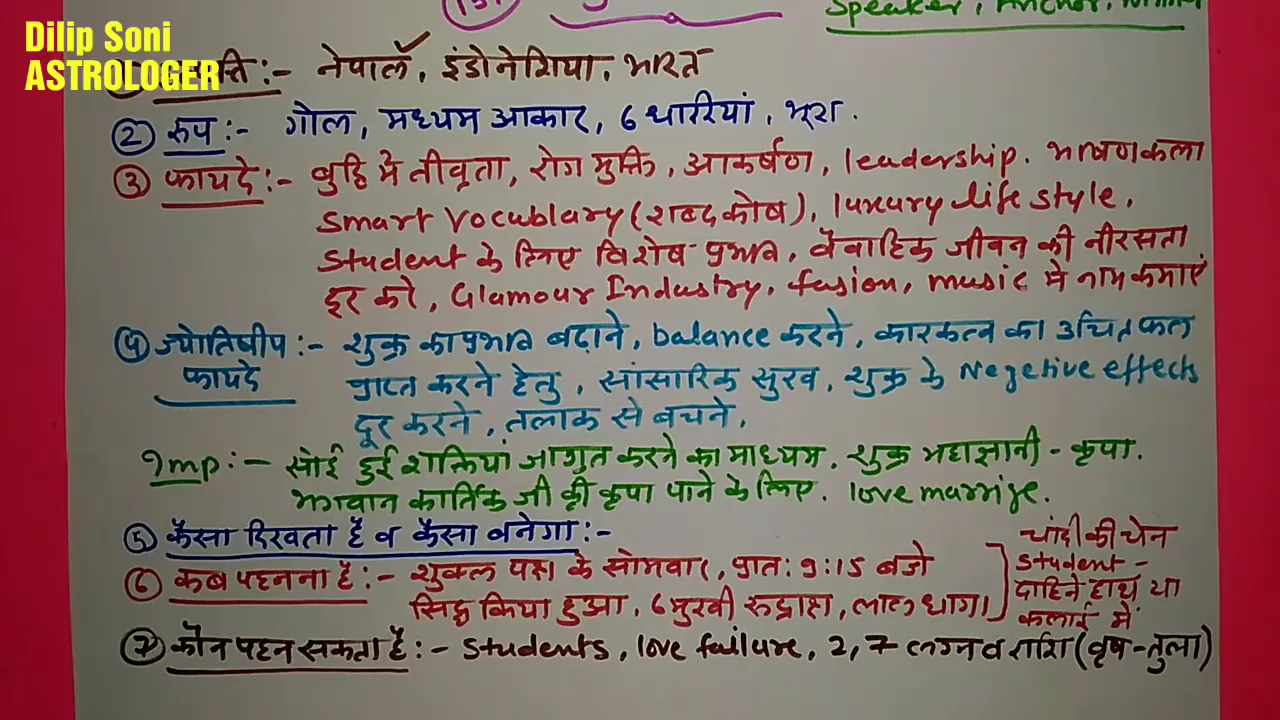 Speaker, Anchor,
Dilip Soni
ASTROLOGER
:- नेपाल, इंडोनेशिया, भारत
② रूप :- गोल, मध्यम आकार, 6 धारियां, भूरा.
③ फायदे :- बुद्धि मे तीव्रता, रोग मुक्ति, आकर्षण, leadership. भाषणकला
smart vocublary (शब्दकोष), luxury life style,
student के लिए विशेष प्रभाव, वैवाहिक जीवन की नीरसता
दूर करे, Glamour Industry, fusion, music मे नाम कमाएं
④ ज्योतिषीय :- शुक्र का प्रभाव बढ़ाने, balance करने, कारकत्व का उचित फल
फायदे प्राप्त करने हेतु, सांसारिक सुख, शुक्र के Negetive effects
दूर करने, तलाक से बचने,
Imp :- सोई हुई शक्तियां जागृत करने का माध्यम. शुक्र महाज्ञानी - कृपा.
भगवान कार्तिक जी की कृपा पाने के लिए. love marrige.
⑤ कैसा दिखता है व कैसा बनेगा :-
⑥ कब पहनना है :- शुक्ल पक्ष के सोमवार, प्रातः 9:15 बजे
सिद्ध किया हुआ, 6 मुखी रुद्राक्ष, लाल धागा
चांदी की चेन
student -
दाहिने हाथ या
कलाई में
⑦ कौन पहन सकता है :- students, love failure, 2, 7 लग्न व राशि (वृष - तुला)